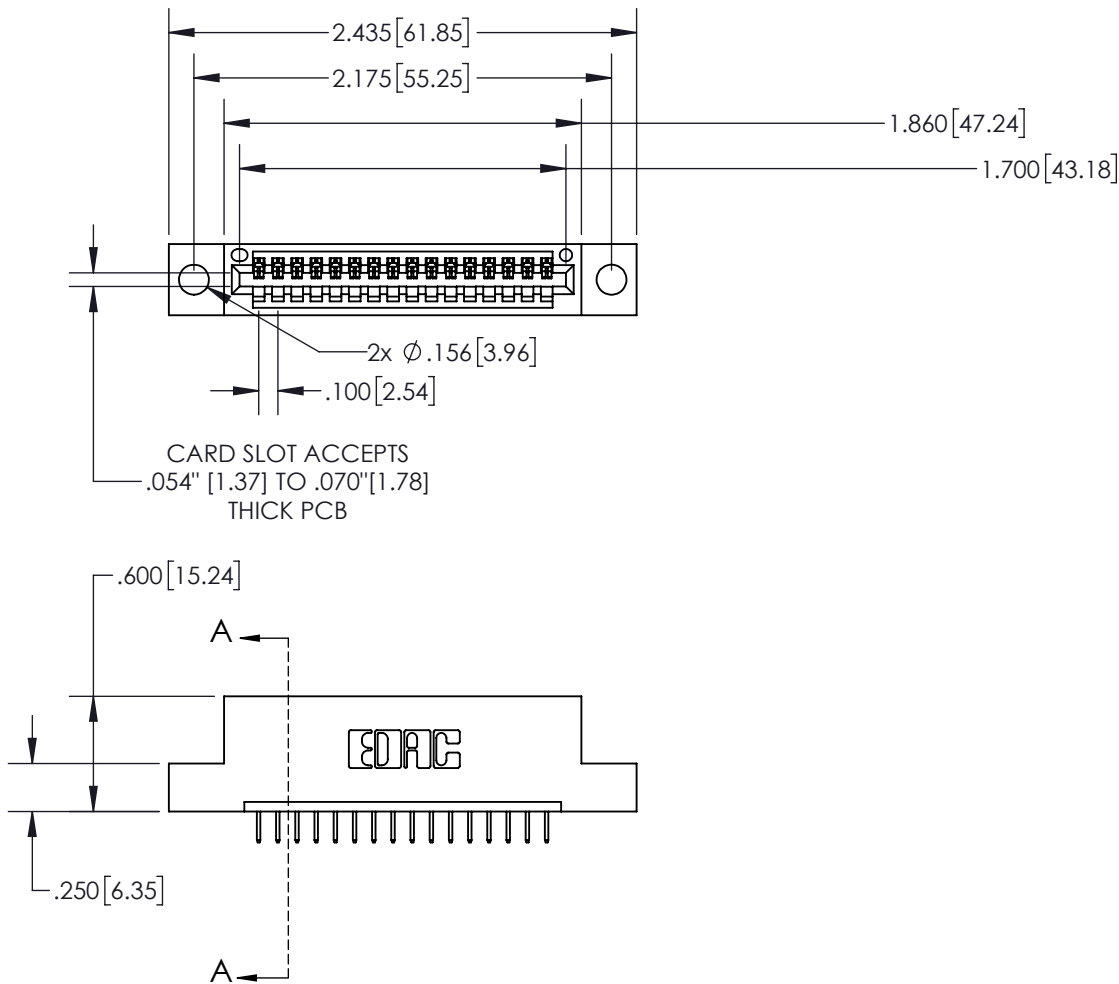 2.435[61.85]
2.175[55.25]
1.860[47.24]
1.700[43.18]
2x ∅.156[3.96]
.100[2.54]
CARD SLOT ACCEPTS
.054" [1.37] TO .070"[1.78]
THICK PCB
.600[15.24]
A
EDAC
.250[6.35]
A